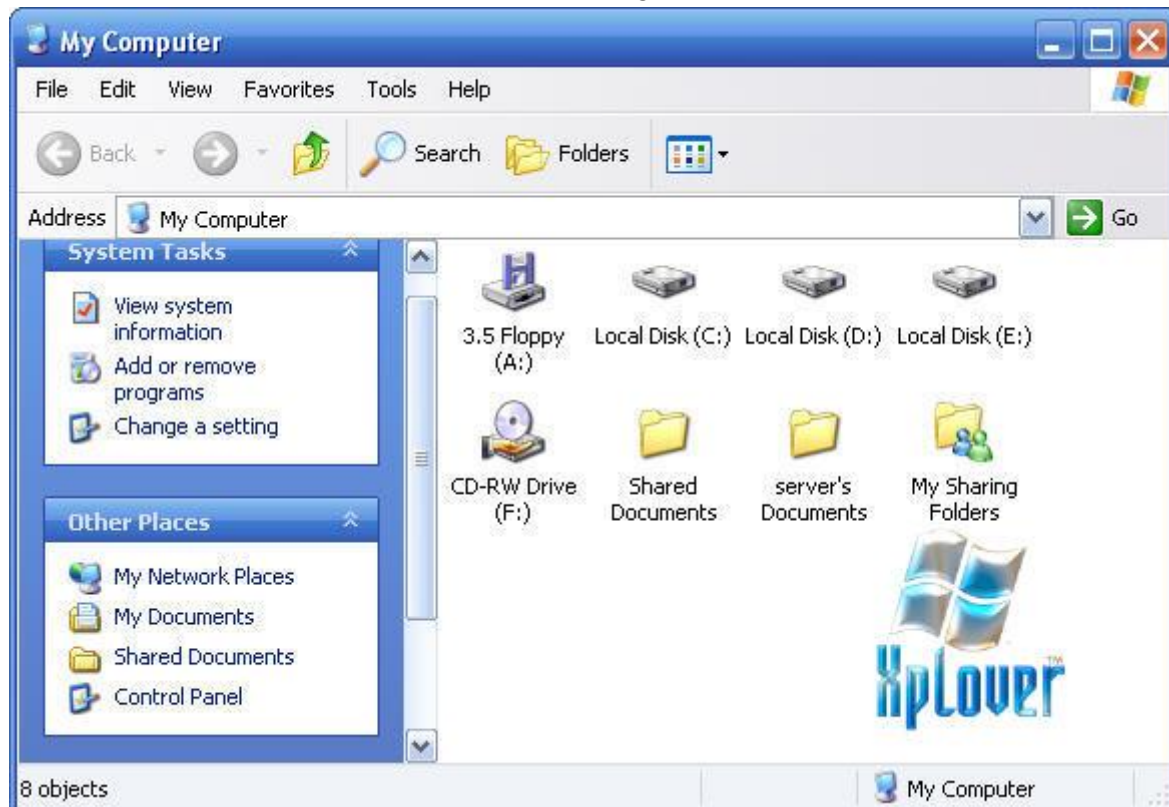 My Computer
File Edit View Favorites Tools Help
Back Search Folders
Address My Computer Go
System Tasks
View system
information
Add or remove
programs
Change a setting
Other Places
My Network Places
My Documents
Shared Documents
Control Panel
3.5 Floppy
(A:)
Local Disk (C:)
Local Disk (D:)
Local Disk (E:)
CD-RW Drive
(F:)
Shared
Documents
server's
Documents
My Sharing
Folders
Xplover™
8 objects
My Computer